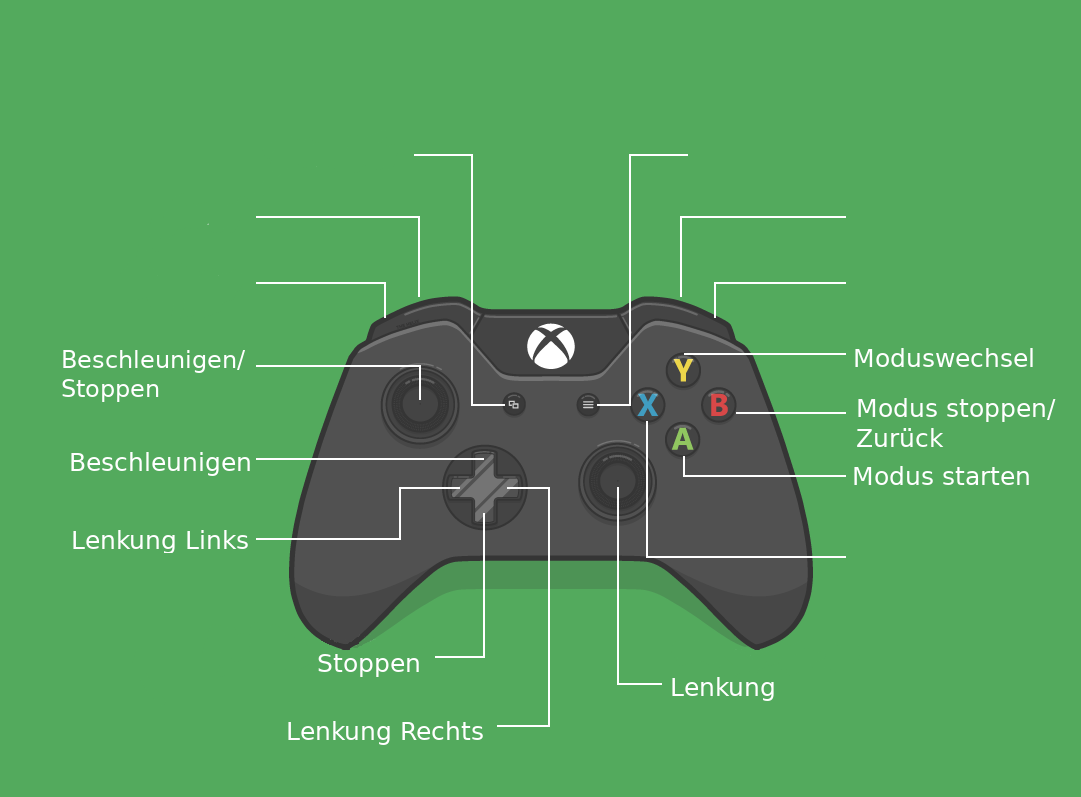 Beschleunigen/
Stoppen
Beschleunigen
Lenkung Links
Stoppen
Lenkung Rechts
Y
X
B
A
Moduswechsel
Modus stoppen/
Zurück
Modus starten
Lenkung